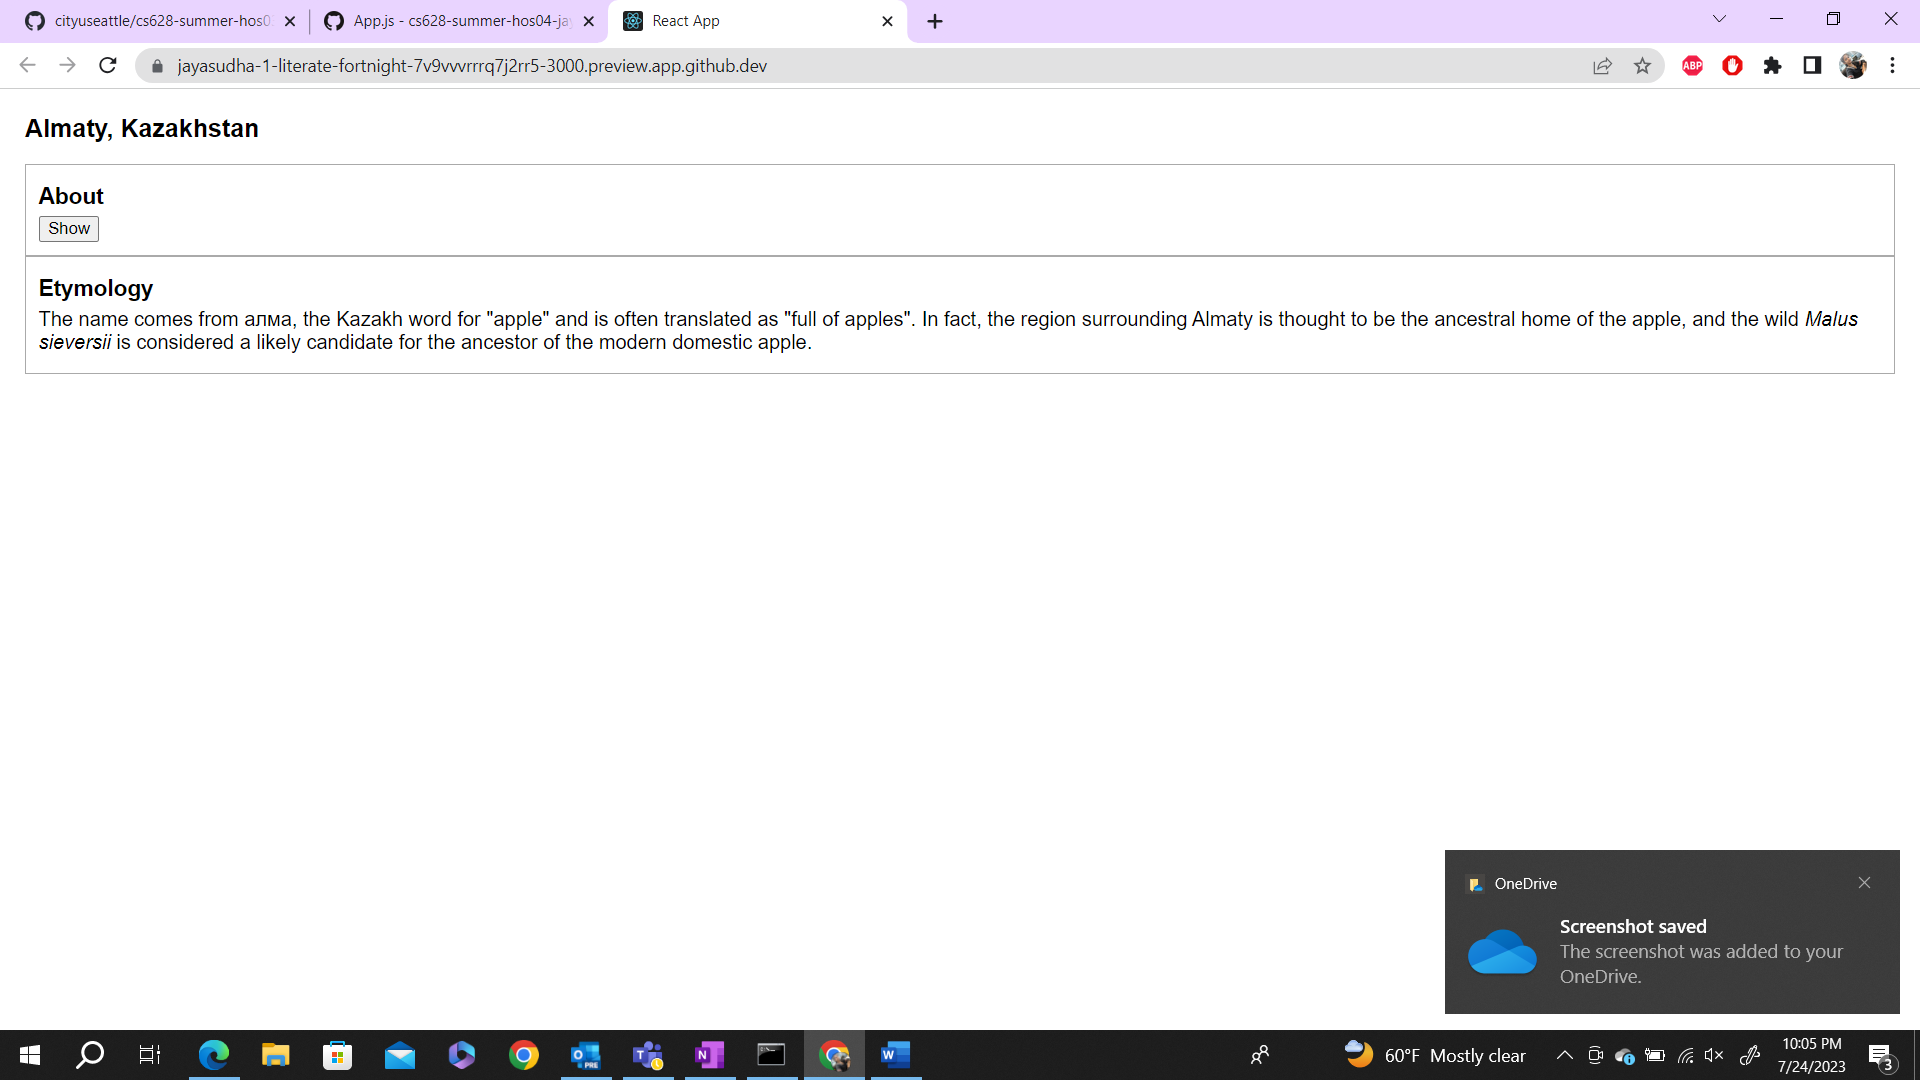 cityuseattle/cs628-summer-hos0
App.js - cs628-summer-hos04-ja
React App
jayasudha-1-literate-fortnight-7v9vvvrrrq7j2rr5-3000.preview.app.github.dev
ABP
Almaty, Kazakhstan
About
Show
Etymology
The name comes from алма, the Kazakh word for "apple" and is often translated as "full of apples". In fact, the region surrounding Almaty is thought to be the ancestral home of the apple, and the wild Malus
sieversii is considered a likely candidate for the ancestor of the modern domestic apple.
OneDrive
Screenshot saved
The screenshot was added to your
OneDrive.
60°F Mostly clear
10:05 PM
7/24/2023
3